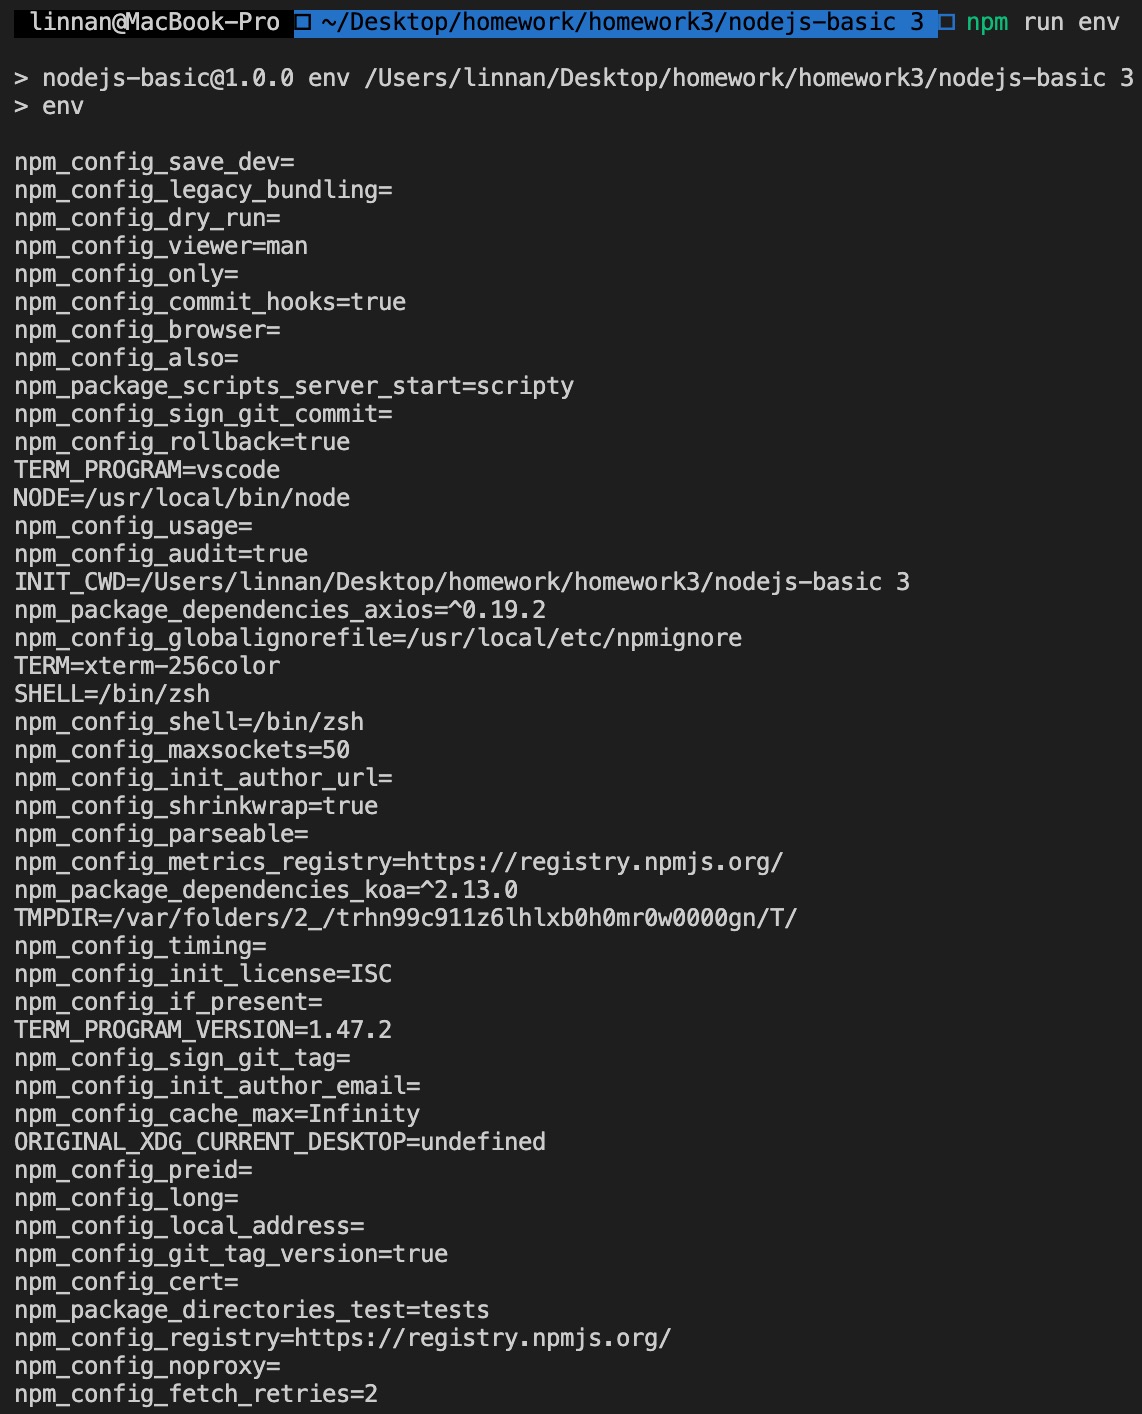 linnan@MacBook-Pro ~/Desktop/homework/homework3/nodejs-basic 3 npm run env
> nodejs-basic@1.0.0 env /Users/linnan/Desktop/homework/homework3/nodejs-basic 3
> env
npm_config_save_dev=
npm_config_legacy_bundling=
npm_config_dry_run=
npm_config_viewer=man
npm_config_only=
npm_config_commit_hooks=true
npm_config_browser=
npm_config_also=
npm_package_scripts_server_start=scripty
npm_config_sign_git_commit=
npm_config_rollback=true
TERM_PROGRAM=vscode
NODE=/usr/local/bin/node
npm_config_usage=
npm_config_audit=true
INIT_CWD=/Users/linnan/Desktop/homework/homework3/nodejs-basic 3
npm_package_dependencies_axios=^0.19.2
npm_config_globalignorefile=/usr/local/etc/npmignore
TERM=xterm-256color
SHELL=/bin/zsh
npm_config_shell=/bin/zsh
npm_config_maxsockets=50
npm_config_init_author_url=
npm_config_shrinkwrap=true
npm_config_parseable=
npm_config_metrics_registry=https://registry.npmjs.org/
npm_package_dependencies_koa=^2.13.0
TMPDIR=/var/folders/2_/trhn99c911z6lhlxb0h0mr0w0000gn/T/
npm_config_timing=
npm_config_init_license=ISC
npm_config_if_present=
TERM_PROGRAM_VERSION=1.47.2
npm_config_sign_git_tag=
npm_config_init_author_email=
npm_config_cache_max=Infinity
ORIGINAL_XDG_CURRENT_DESKTOP=undefined
npm_config_preid=
npm_config_long=
npm_config_local_address=
npm_config_git_tag_version=true
npm_config_cert=
npm_package_directories_test=tests
npm_config_registry=https://registry.npmjs.org/
npm_config_noproxy=
npm_config_fetch_retries=2